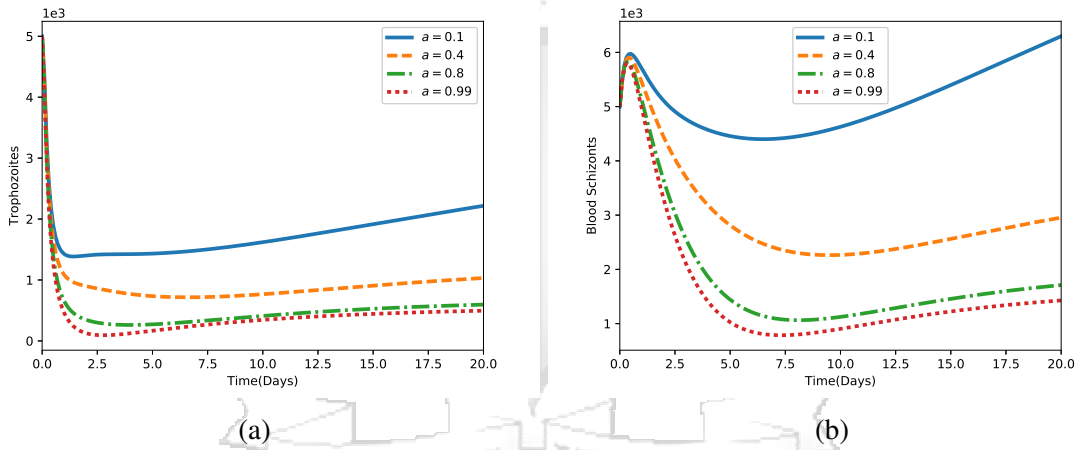 1e3
5
4
3
2
1
0
Trophozoites
0.0 2.5 5.0 7.5 10.0 12.5 15.0 17.5 20.0
Time(Days)
a = 0.1
a = 0.4
a = 0.8
a = 0.99
(a)
1e3
6
5
4
3
2
1
Blood Schizonts
0.0 2.5 5.0 7.5 10.0 12.5 15.0 17.5 20.0
Time(Days)
a = 0.1
a = 0.4
a = 0.8
a = 0.99
(b)